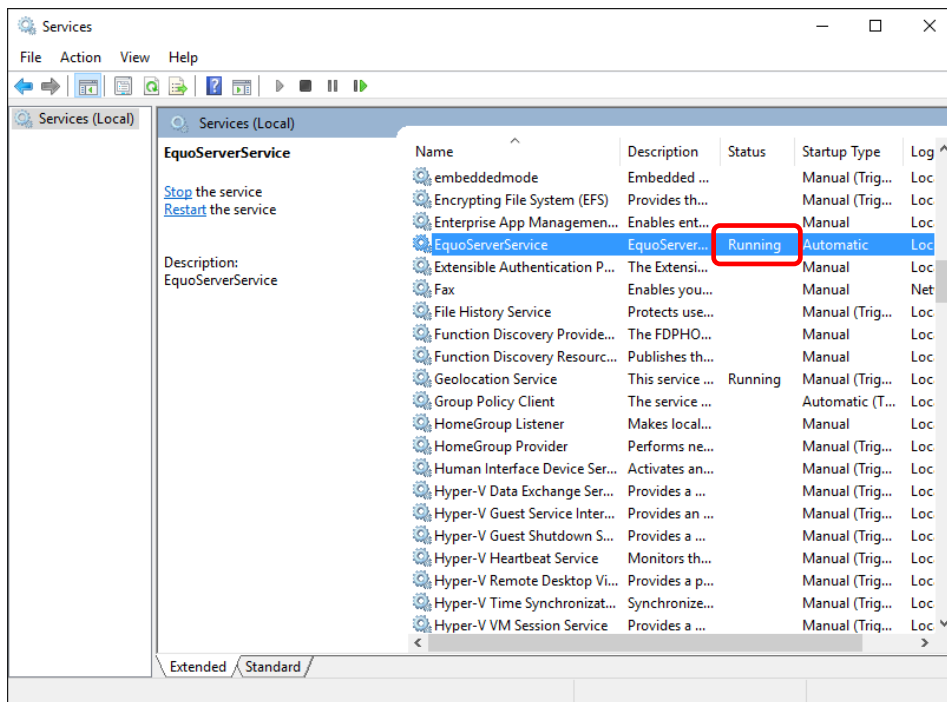 Services
File Action View Help
Services (Local)
Services (Local)
EquoServerService
Stop the service
Restart the service
Description:
EquoServerService
Name Description Status Startup Type Log
embeddedmode Embedded ... Manual (Trig... Loc
Encrypting File System (EFS) Provides th... Manual (Trig... Loc
Enterprise App Managemen... Enables ent... Manual Loc
EquoServerService EquoServer... Running Automatic Loc
Extensible Authentication P... The Extensi... Manual Loc
Fax Enables you... Manual Net
File History Service Protects use... Manual (Trig... Loc
Function Discovery Provide... The FDPHO... Manual Loc
Function Discovery Resourc... Publishes th... Manual Loc
Geolocation Service This service ... Running Manual (Trig... Loc
Group Policy Client The service ... Automatic (T... Loc
HomeGroup Listener Makes local... Manual Loc
HomeGroup Provider Performs ne... Manual (Trig... Loc
Human Interface Device Ser... Activates an... Manual (Trig... Loc
Hyper-V Data Exchange Ser... Provides a ... Manual (Trig... Loc
Hyper-V Guest Service Inter... Provides an ... Manual (Trig... Loc
Hyper-V Guest Shutdown S... Provides a ... Manual (Trig... Loc
Hyper-V Heartbeat Service Monitors th... Manual (Trig... Loc
Hyper-V Remote Desktop Vi... Provides a p... Manual (Trig... Loc
Hyper-V Time Synchronizat... Synchronize... Manual (Trig... Loc
Hyper-V VM Session Service Provides a ... Manual (Trig... Loc
Extended Standard